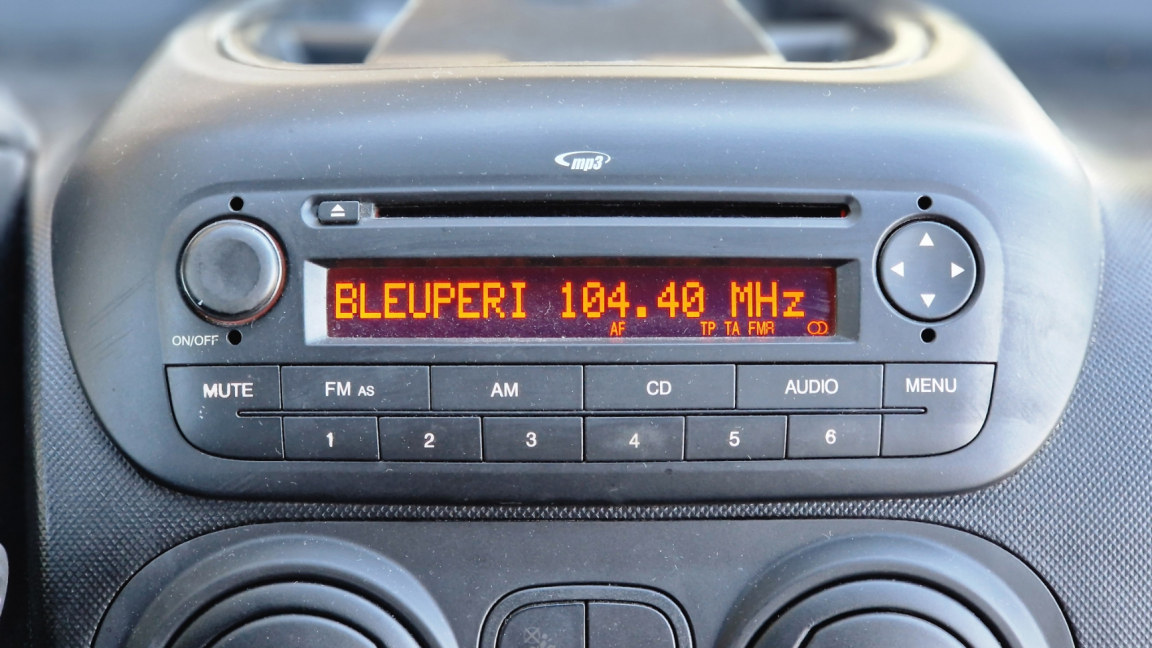 mp3
BLEUPERI 104.40 MHz
AF TP TA FMA
ON/OFF
MUTE FM AS AM CD AUDIO MENU
1 2 3 4 5 6